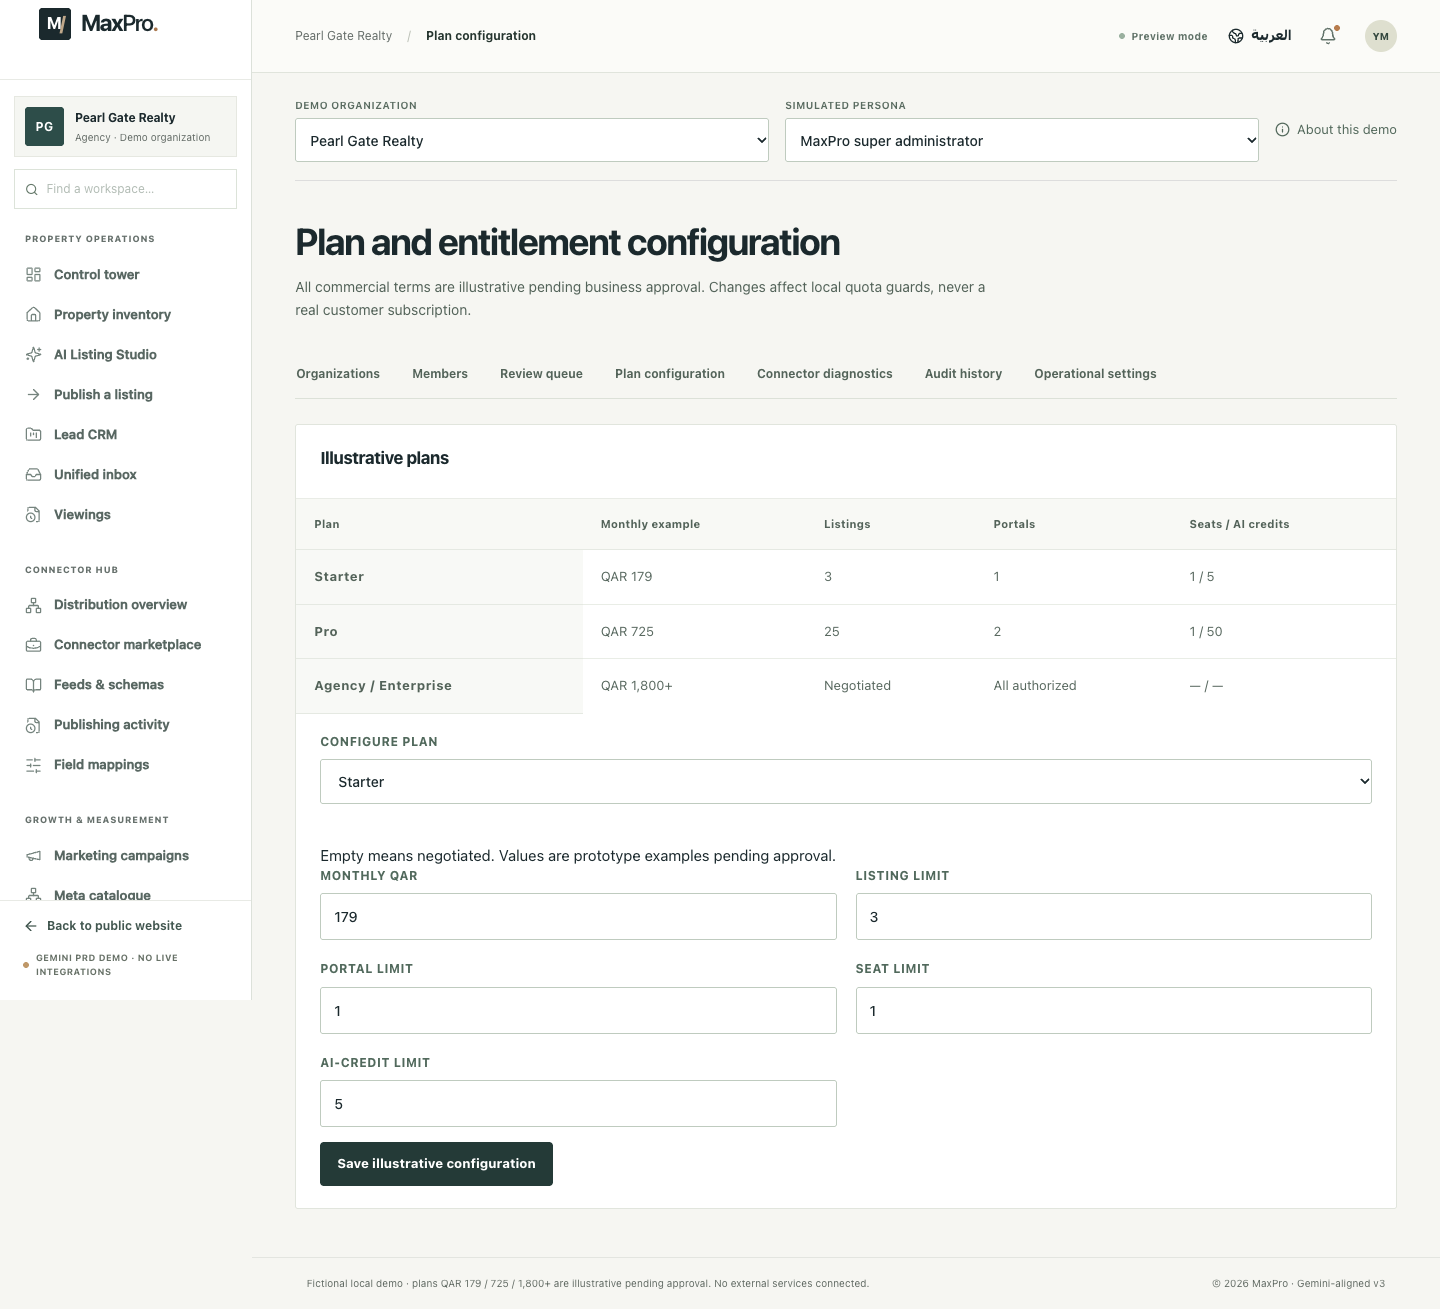 M/ MaxPro.
PG
Pearl Gate Realty
Agency · Demo organization
Find a workspace...
PROPERTY OPERATIONS
Control tower
Property inventory
AI Listing Studio
Publish a listing
Lead CRM
Unified inbox
Viewings
CONNECTOR HUB
Distribution overview
Connector marketplace
Feeds & schemas
Publishing activity
Field mappings
GROWTH & MEASUREMENT
Marketing campaigns
Meta catalogue
Back to public website
GEMINI PRD DEMO · NO LIVE
INTEGRATIONS
Pearl Gate Realty / Plan configuration
Preview mode
العربية
YM
DEMO ORGANIZATION
Pearl Gate Realty
SIMULATED PERSONA
MaxPro super administrator
About this demo
Plan and entitlement configuration
All commercial terms are illustrative pending business approval. Changes affect local quota guards, never a
real customer subscription.
Organizations Members Review queue Plan configuration Connector diagnostics Audit history Operational settings
Illustrative plans
Plan Monthly example Listings Portals Seats / AI credits
Starter QAR 179 3 1 1 / 5
Pro QAR 725 25 2 1 / 50
Agency / Enterprise QAR 1,800+ Negotiated All authorized — / —
CONFIGURE PLAN
Starter
Empty means negotiated. Values are prototype examples pending approval.
MONTHLY QAR
179
LISTING LIMIT
3
PORTAL LIMIT
1
SEAT LIMIT
1
AI-CREDIT LIMIT
5
Save illustrative configuration
Fictional local demo · plans QAR 179 / 725 / 1,800+ are illustrative pending approval. No external services connected.
© 2026 MaxPro · Gemini-aligned v3